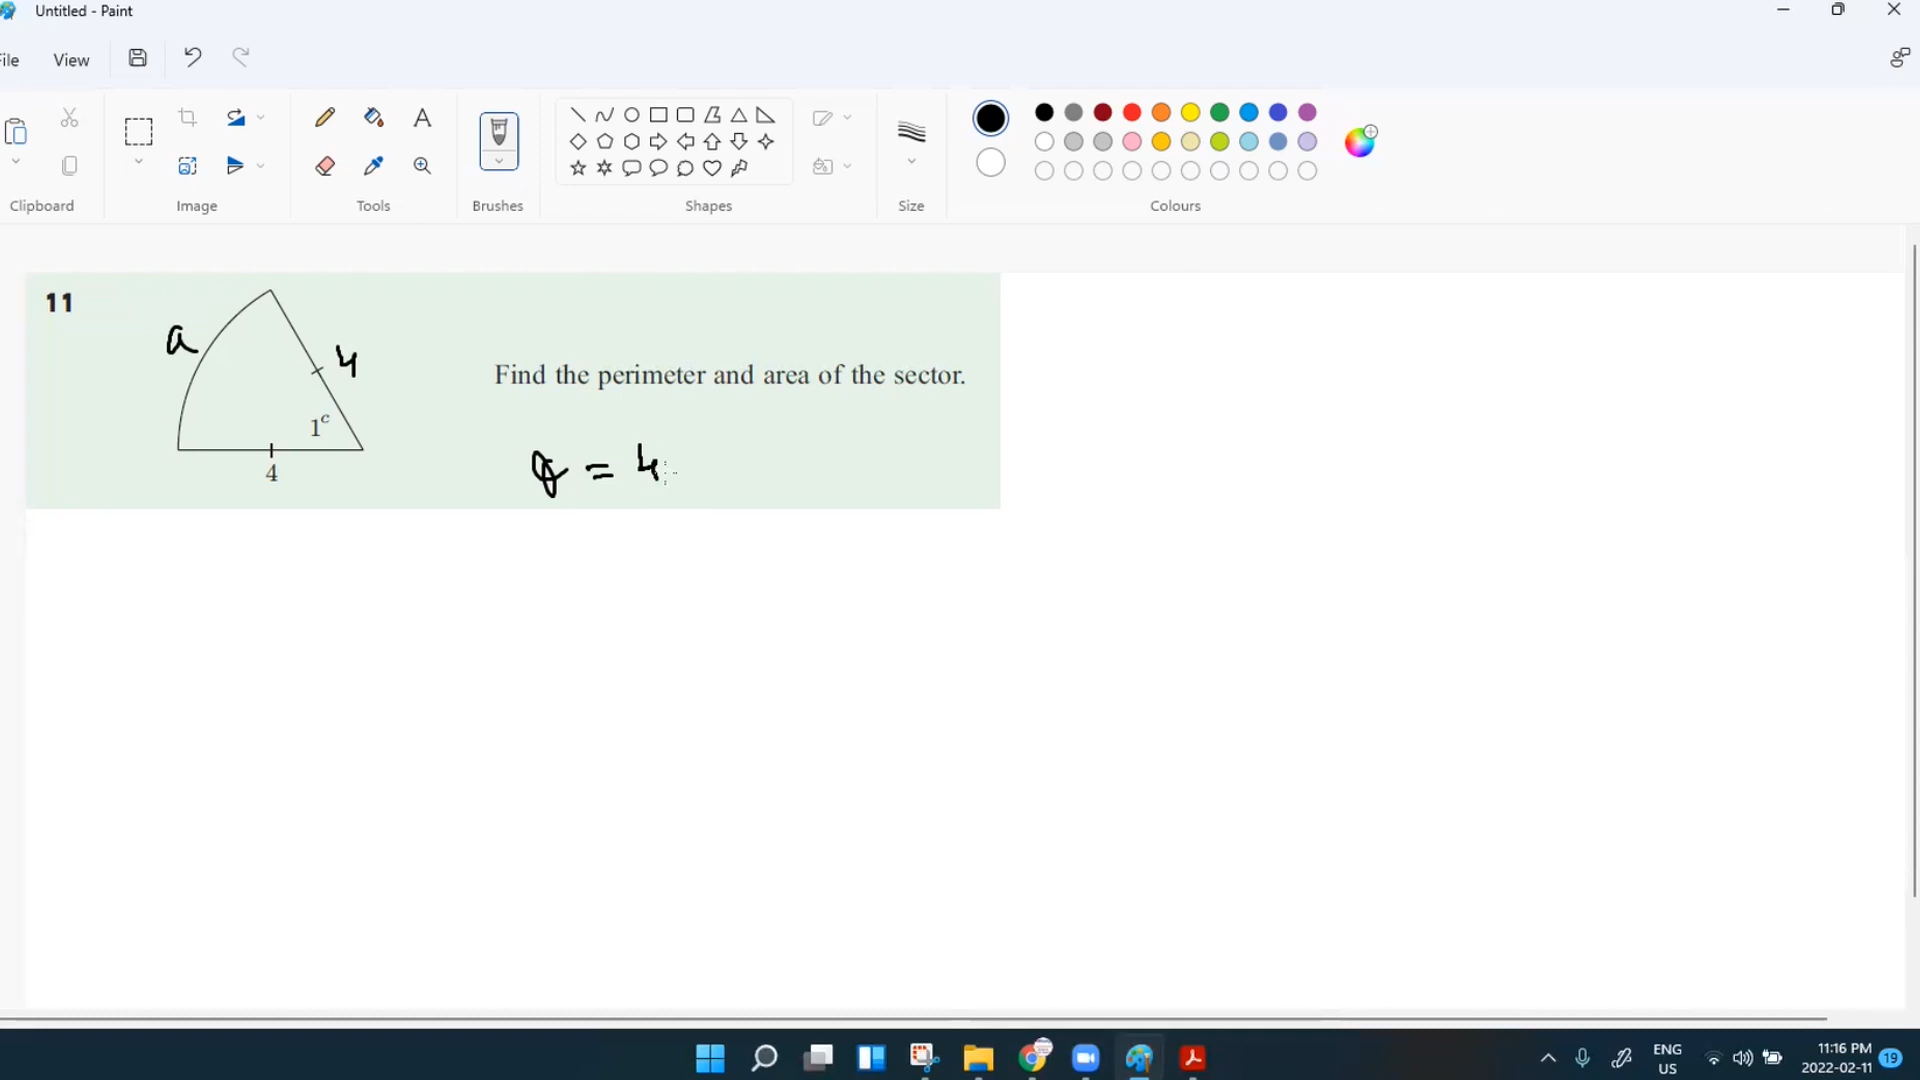 Untitled - Paint
File View
Clipboard
Image
Tools
Brushes
Shapes
Size
Colours
11
a
4
1ᶜ
4
Find the perimeter and area of the sector.
= 4
ENG
US
11:16 PM
2022-02-11
19